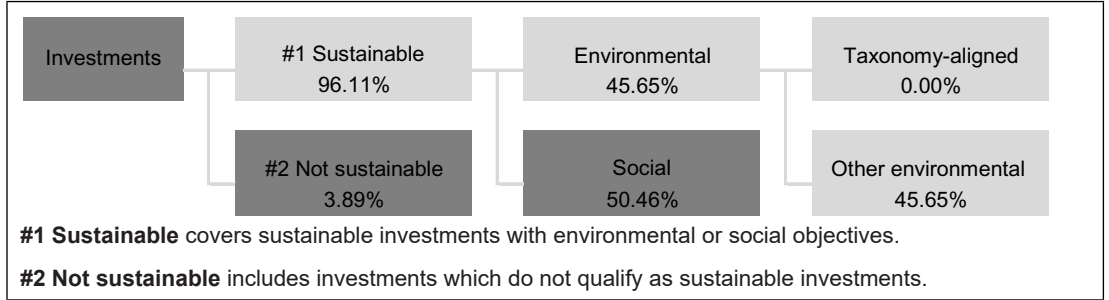 Investments
#1 Sustainable
96.11%
Environmental
45.65%
Taxonomy-aligned
0.00%
#2 Not sustainable
3.89%
Social
50.46%
Other environmental
45.65%
#1 Sustainable covers sustainable investments with environmental or social objectives.
#2 Not sustainable includes investments which do not qualify as sustainable investments.